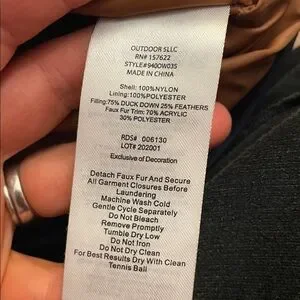 OUTDOOR 5LLC
RN# 157622
STYLE#940OW03S
MADE IN CHINA
Shell: 100%NYLON
Lining:100%POLYESTER
Filling:75% DUCK DOWN 25% FEATHERS
Faux Fur Trim: 70% ACRYLIC
30% POLYESTER
RDS# 006130
LOT# 202001
Exclusive of Decoration
Detach Faux Fur And Secure
All Garment Closures Before
Laundering
Machine Wash Cold
Gentle Cycle Separately
Do Not Bleach
Remove Promptly
Tumble Dry Low
Do Not Iron
Do Not Dry Clean
For Best Results Dry With Clean
Tennis Ball